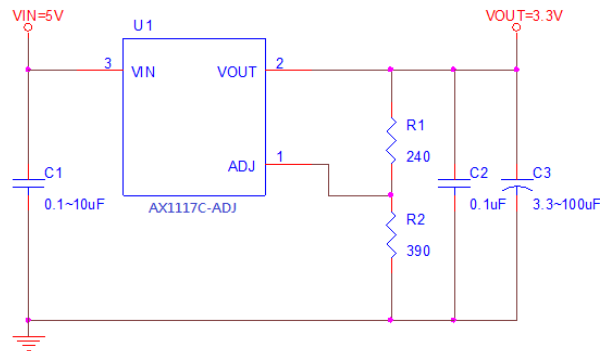 VIN=5V
VOUT=3.3V
U1
3
VIN
VOUT
2
R1
240
ADJ
1
C1
0.1~10uF
C2
0.1uF
C3
3.3~100uF
AX1117C-ADJ
R2
390